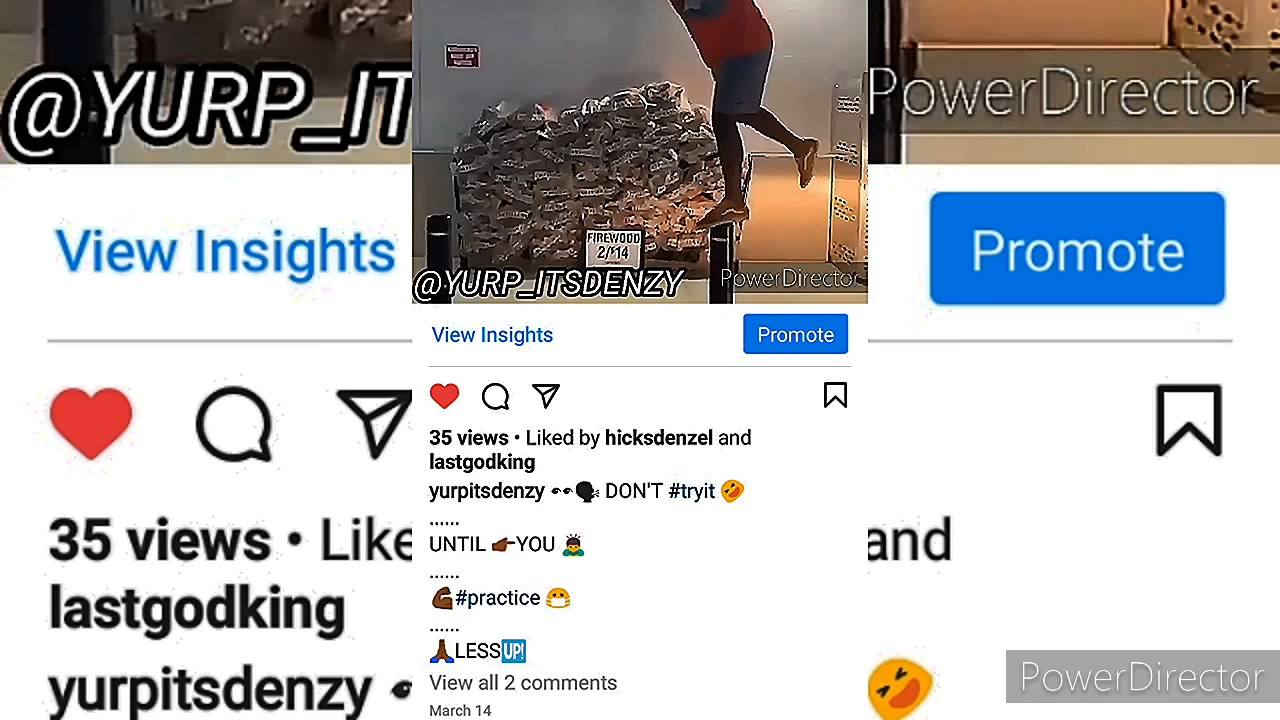 @YURP_IT
PowerDirector
View Insights
Promote
35 views • Like
and
lastgodking
yurpitsdenzy
FIREWOOD
2/14
@YURP_ITSDENZY
PowerDirector
View Insights
Promote
35 views • Liked by hicksdenzel and
lastgodking
yurpitsdenzy 👀🗣 DON'T #tryit 🤣
......
UNTIL 👉🏾YOU 🙇‍♂️
......
💪🏾#practice 😷
......
🙏🏾LESS🆙
View all 2 comments
March 14
PowerDirector